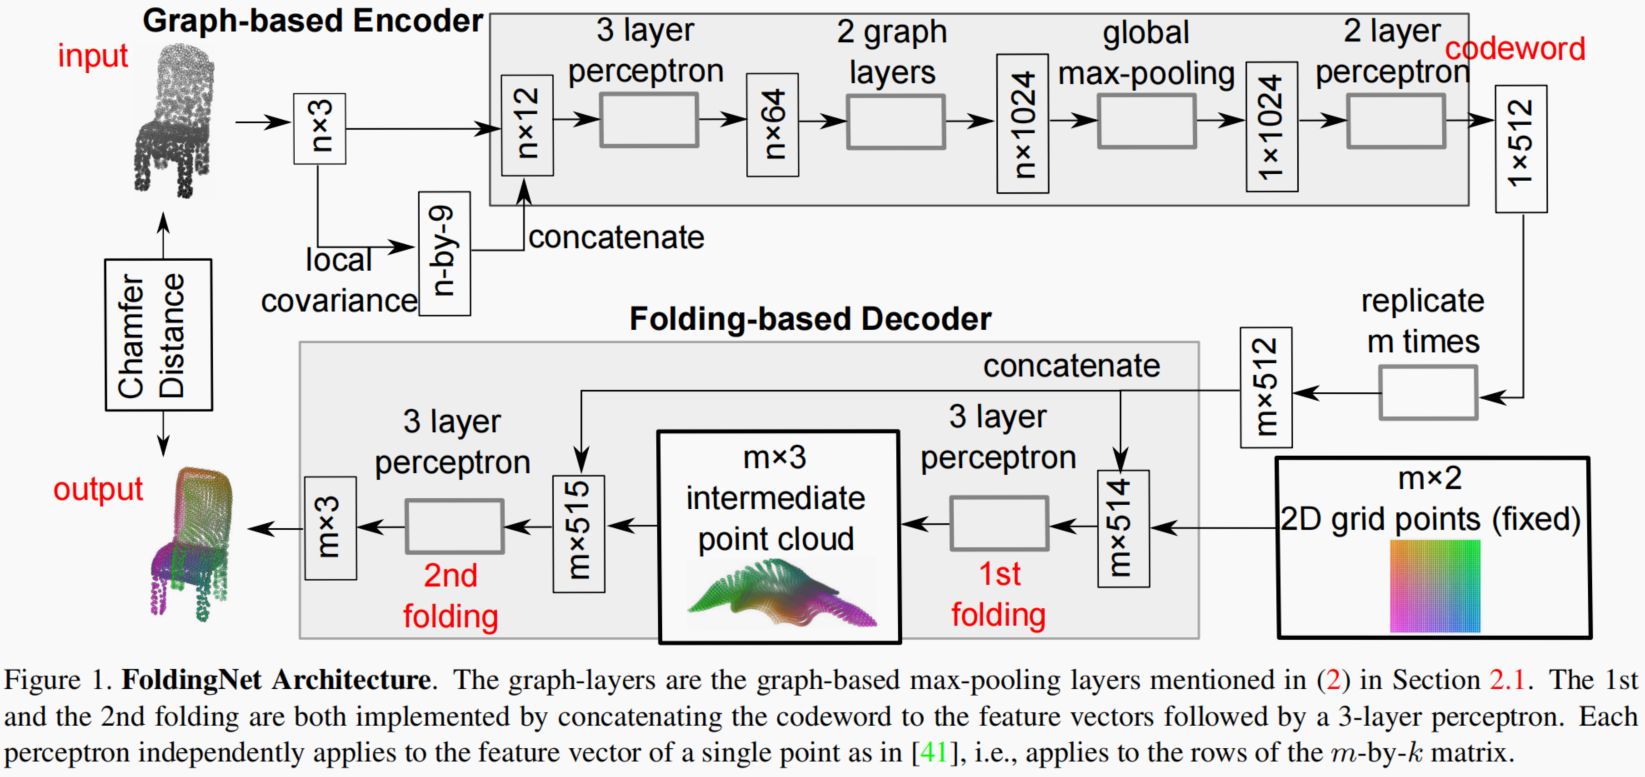 Graph-based Encoder
input
n×3
local
covariance
n-by-9
concatenate
n×12
3 layer
perceptron
n×64
2 graph
layers
n×1024
global
max-pooling
1×1024
2 layer
perceptron
codeword
1×512
replicate
m times
m×512
Folding-based Decoder
concatenate
m×2
2D grid points (fixed)
m×514
3 layer
perceptron
1st
folding
m×3
intermediate
point cloud
m×515
3 layer
perceptron
2nd
folding
m×3
output
Chamfer
Distance
Figure 1. FoldingNet Architecture. The graph-layers are the graph-based max-pooling layers mentioned in (2) in Section 2.1. The 1st
and the 2nd folding are both implemented by concatenating the codeword to the feature vectors followed by a 3-layer perceptron. Each
perceptron independently applies to the feature vector of a single point as in [41], i.e., applies to the rows of the m-by-k matrix.